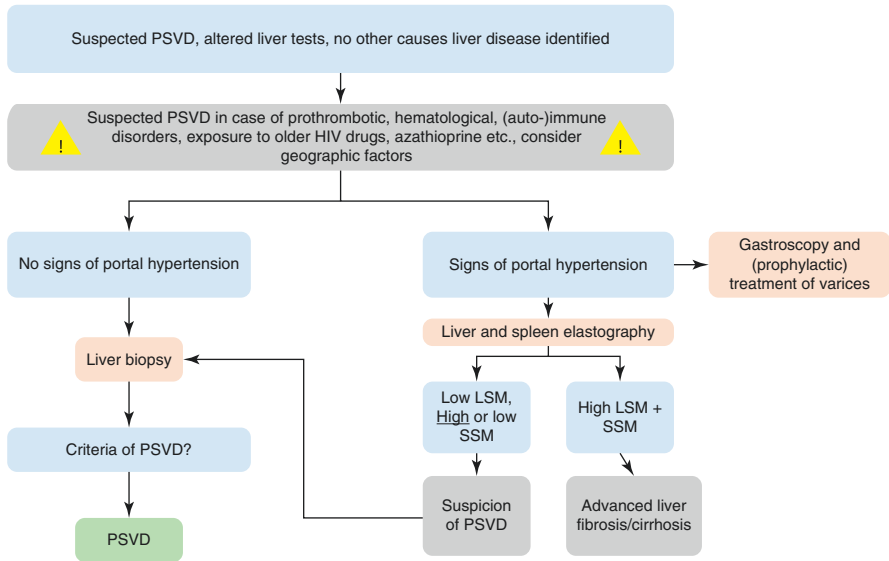 Suspected PSVD, altered liver tests, no other causes liver disease identified
Suspected PSVD in case of prothrombotic, hematological, (auto-)immune
disorders, exposure to older HIV drugs, azathioprine etc., consider
geographic factors
!
!
No signs of portal hypertension
Signs of portal hypertension
Gastroscopy and
(prophylactic)
treatment of varices
Liver and spleen elastography
Liver biopsy
Low LSM,
High or low
SSM
High LSM +
SSM
Criteria of PSVD?
Suspicion
of PSVD
Advanced liver
fibrosis/cirrhosis
PSVD